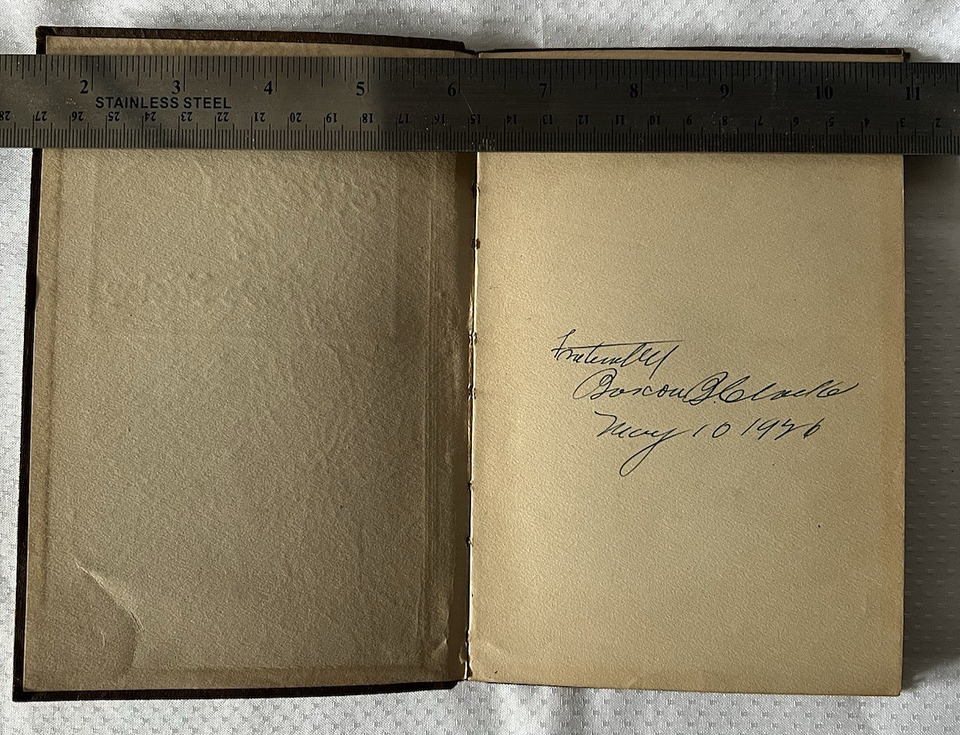 2 3 4 5 6 7 8 9 10 11
STAINLESS STEEL
28 27 26 25 24 23 22 21 20 19 18 17 16 15 14 13 12 11 10 9 8 7 6 5 4 3 2
Fraternally
Bascom B. Clarke
May 10 1926